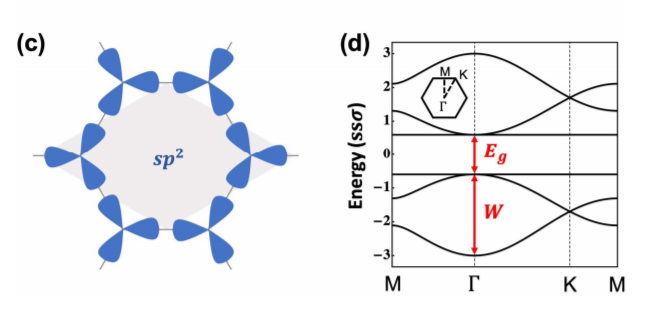 (c)
sp²
(d)
Energy (ssσ)
3
2
1
0
−1
−2
−3
M
K
Γ
E_g
W
M
Γ
K
M